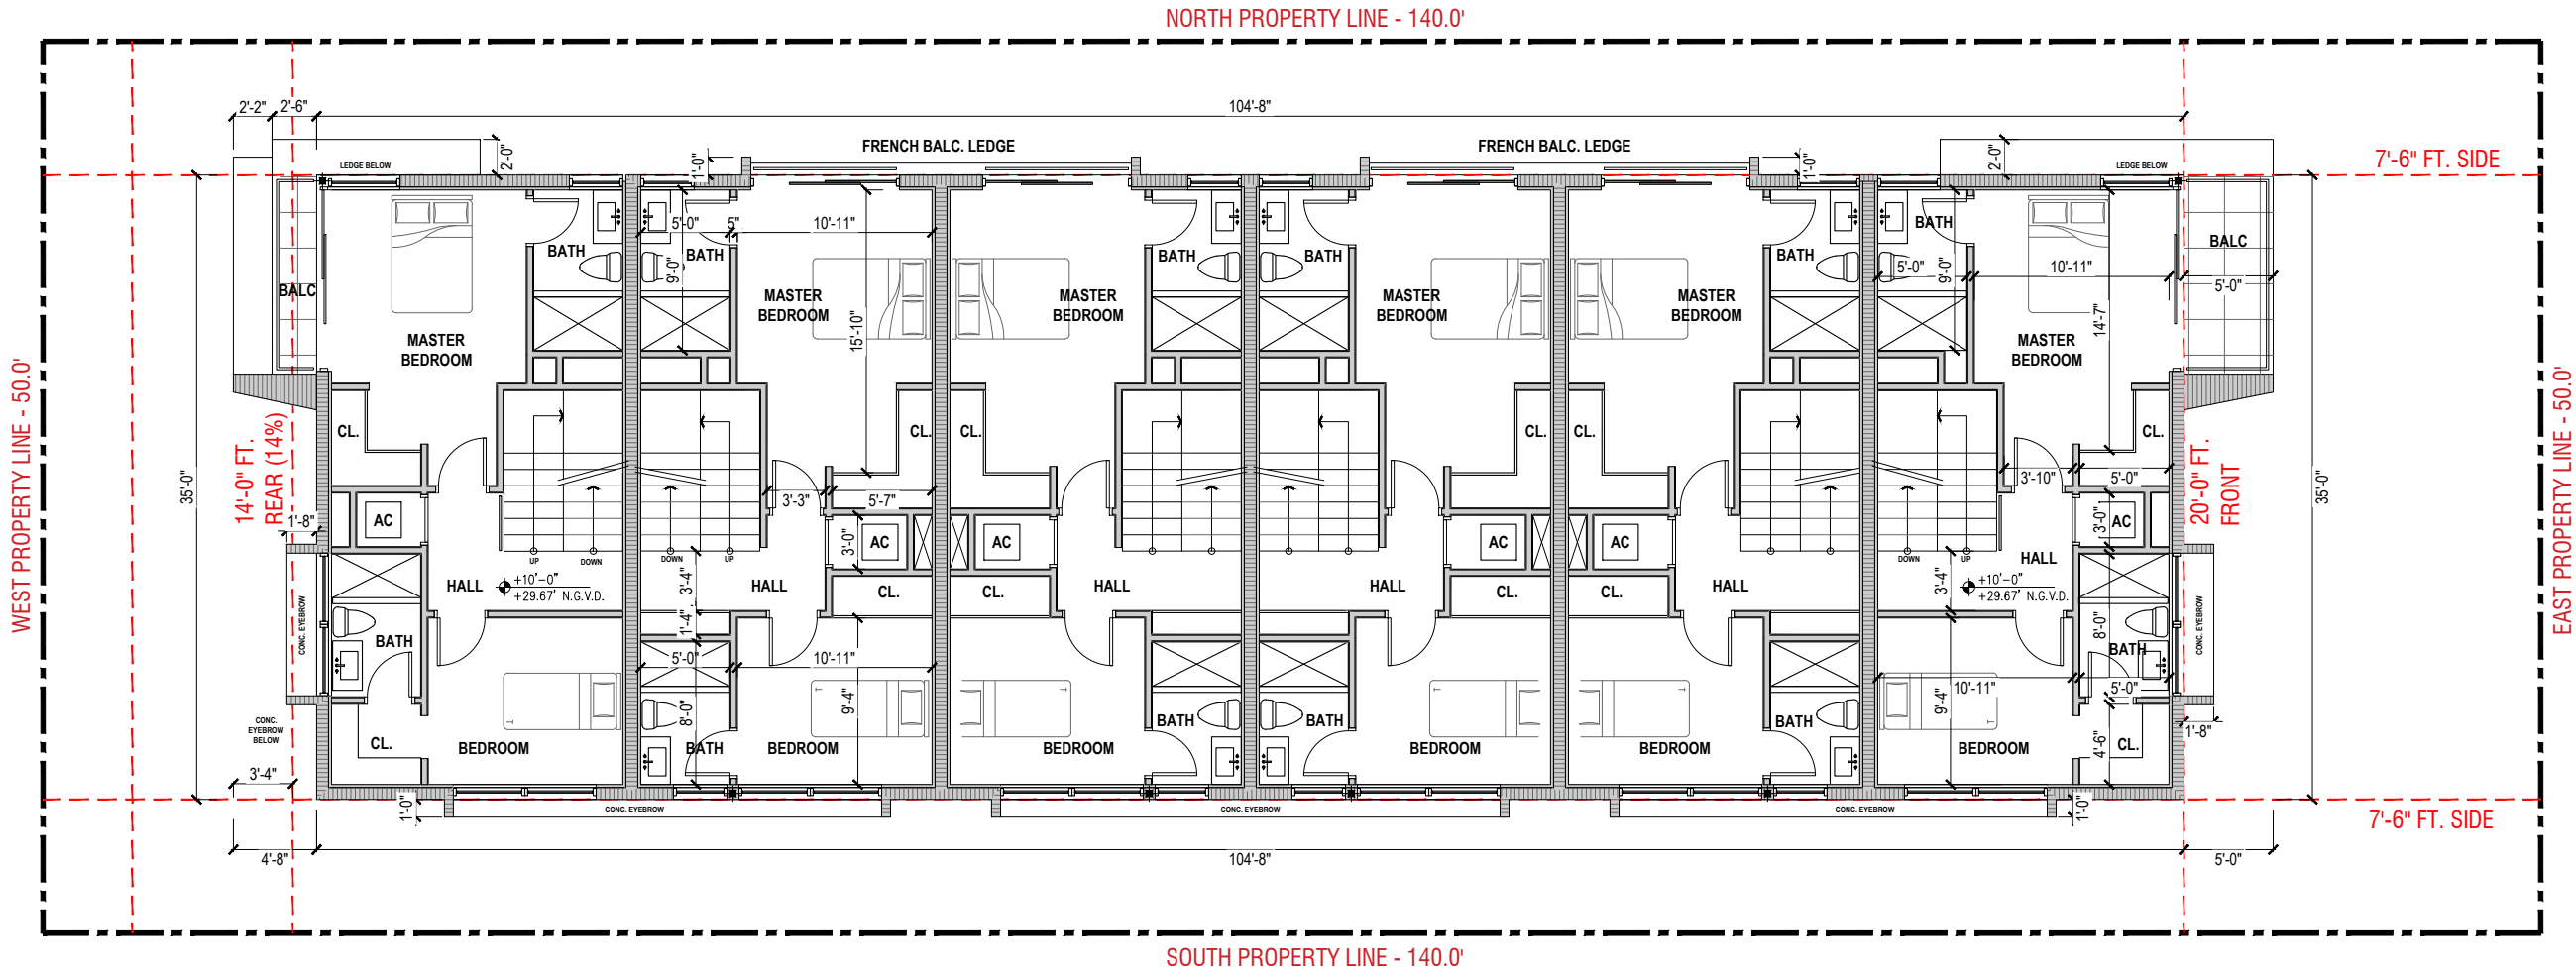 NORTH PROPERTY LINE - 140.0'
2'-2" 2'-6" 104'-8"
FRENCH BALC. LEDGE FRENCH BALC. LEDGE
LEDGE BELOW 2'-0" 1'-0" 1'-0" 2'-0" LEDGE BELOW
7'-6" FT. SIDE
5'-0" 5" 10'-11"
BATH BATH BATH BATH BATH BATH
BALC
9'-0" 5'-0" 9'-0" 10'-11"
5'-0"
BALC
MASTER BEDROOM
MASTER BEDROOM
MASTER BEDROOM
MASTER BEDROOM
MASTER BEDROOM
MASTER BEDROOM
15'-10" 14'-7"
WEST PROPERTY LINE - 50.0'
EAST PROPERTY LINE - 50.0'
35'-0"
14'-0" FT.
REAR (14%)
CL. CL. CL. CL. CL. CL.
20'-0" FT.
FRONT
35'-0"
3'-3" 5'-7" 3'-10" 5'-0"
1'-8"
AC AC AC AC AC AC
3'-0" 3'-0"
UP DOWN DOWN UP DOWN UP
HALL HALL HALL HALL HALL HALL
+10'-0"
+29.67' N.G.V.D.
+10'-0"
+29.67' N.G.V.D.
3'-4" 3'-4"
CL. CL. CL. CL.
CONC. EYEBROW
CONC. EYEBROW
1'-4"
BATH
8'-0"
BATH
5'-0" 10'-11"
10'-11" 5'-0"
9'-4" 8'-0" 9'-4"
CONC.
EYEBROW
BELOW
BATH BATH BATH BATH
1'-8"
CL. BEDROOM BEDROOM BEDROOM BEDROOM BEDROOM BEDROOM CL.
4'-6"
3'-4"
1'-0" CONC. EYEBROW CONC. EYEBROW CONC. EYEBROW 1'-0"
7'-6" FT. SIDE
4'-8" 104'-8" 5'-0"
SOUTH PROPERTY LINE - 140.0'